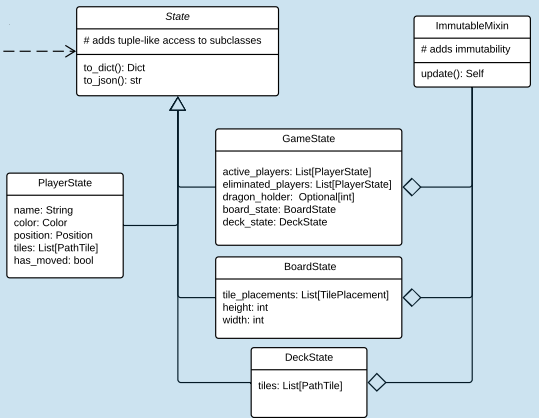 State
# adds tuple-like access to subclasses
to_dict(): Dict
to_json(): str
ImmutableMixin
# adds immutability
update(): Self
GameState
active_players: List[PlayerState]
eliminated_players: List[PlayerState]
dragon_holder: Optional[int]
board_state: BoardState
deck_state: DeckState
PlayerState
name: String
color: Color
position: Position
tiles: List[PathTile]
has_moved: bool
BoardState
tile_placements: List[TilePlacement]
height: int
width: int
DeckState
tiles: List[PathTile]